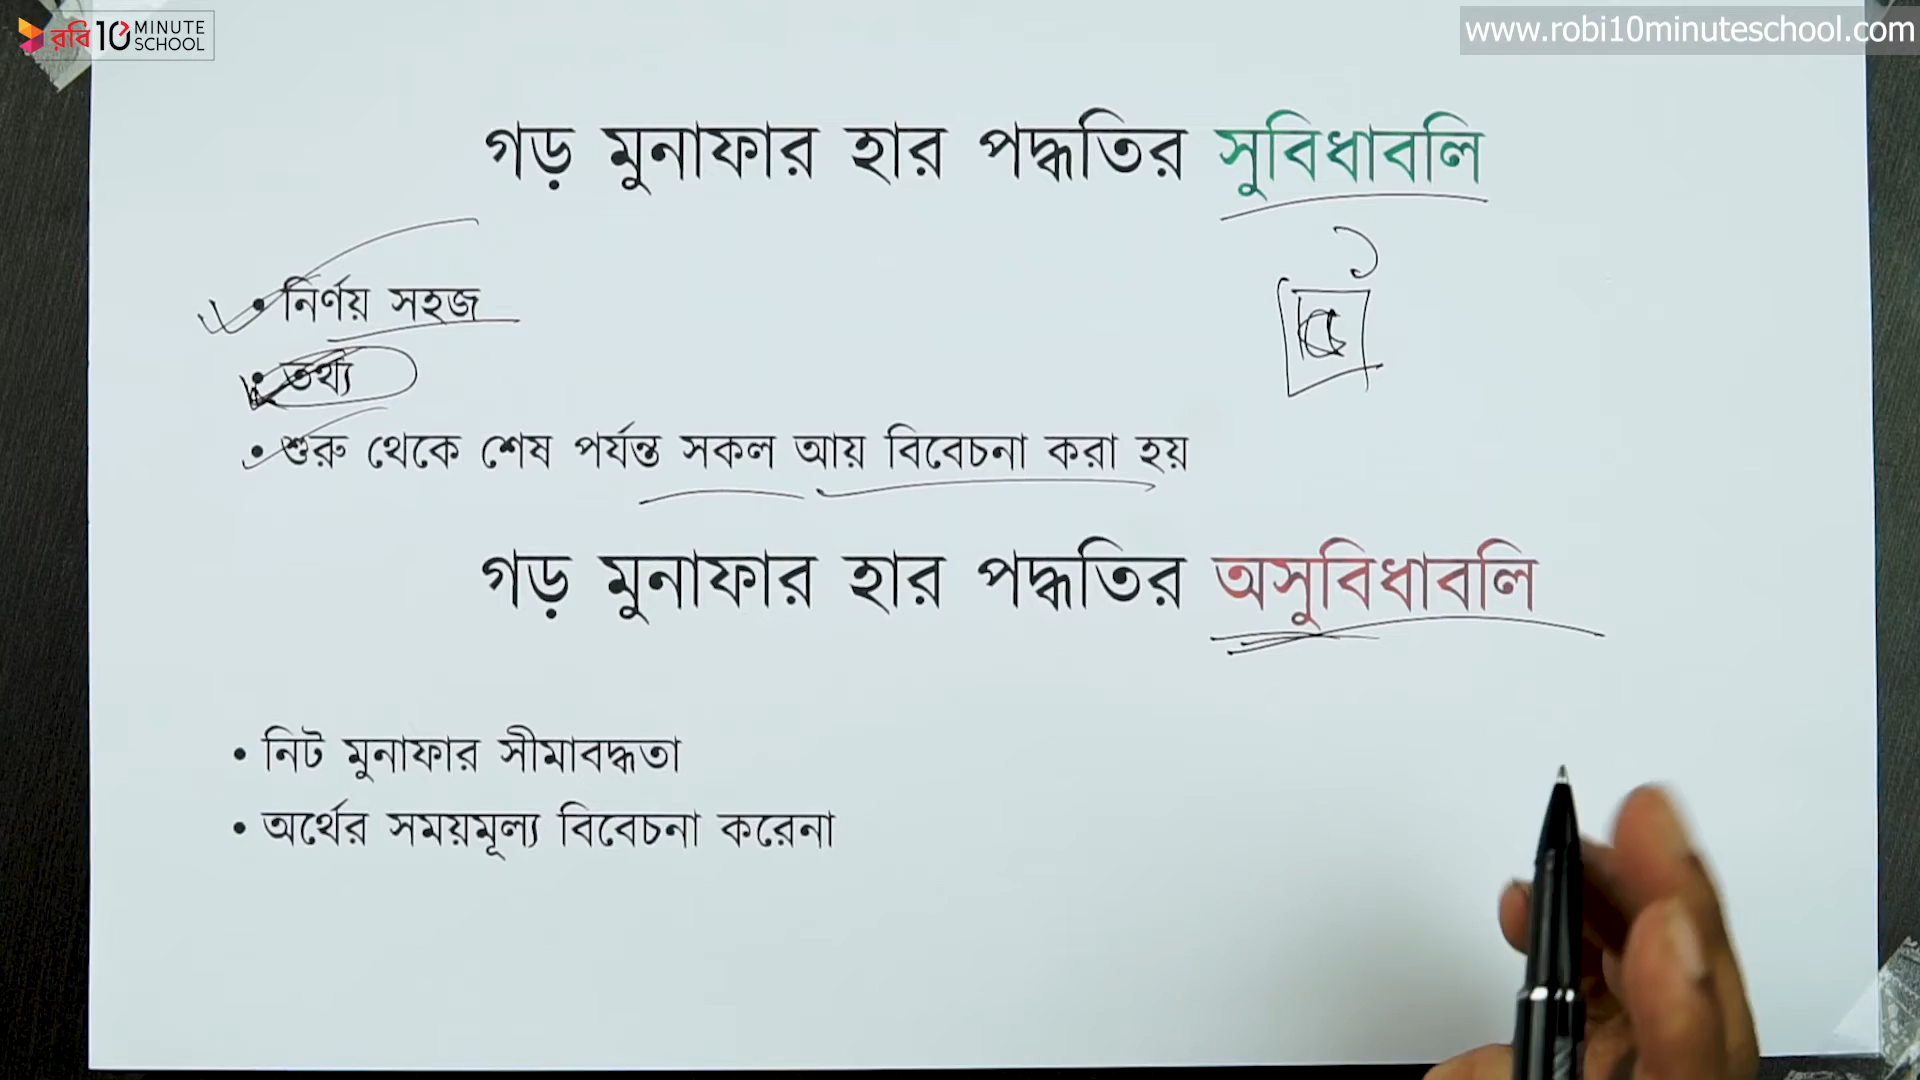 রবি 10 MINUTE SCHOOL
www.robi10minuteschool.com
গড় মুনাফার হার পদ্ধতির সুবিধাবলি
• নির্ণয় সহজ
• তথ্য
• শুরু থেকে শেষ পর্যন্ত সকল আয় বিবেচনা করা হয়
গড় মুনাফার হার পদ্ধতির অসুবিধাবলি
• নিট মুনাফার সীমাবদ্ধতা
• অর্থের সময়মূল্য বিবেচনা করেনা